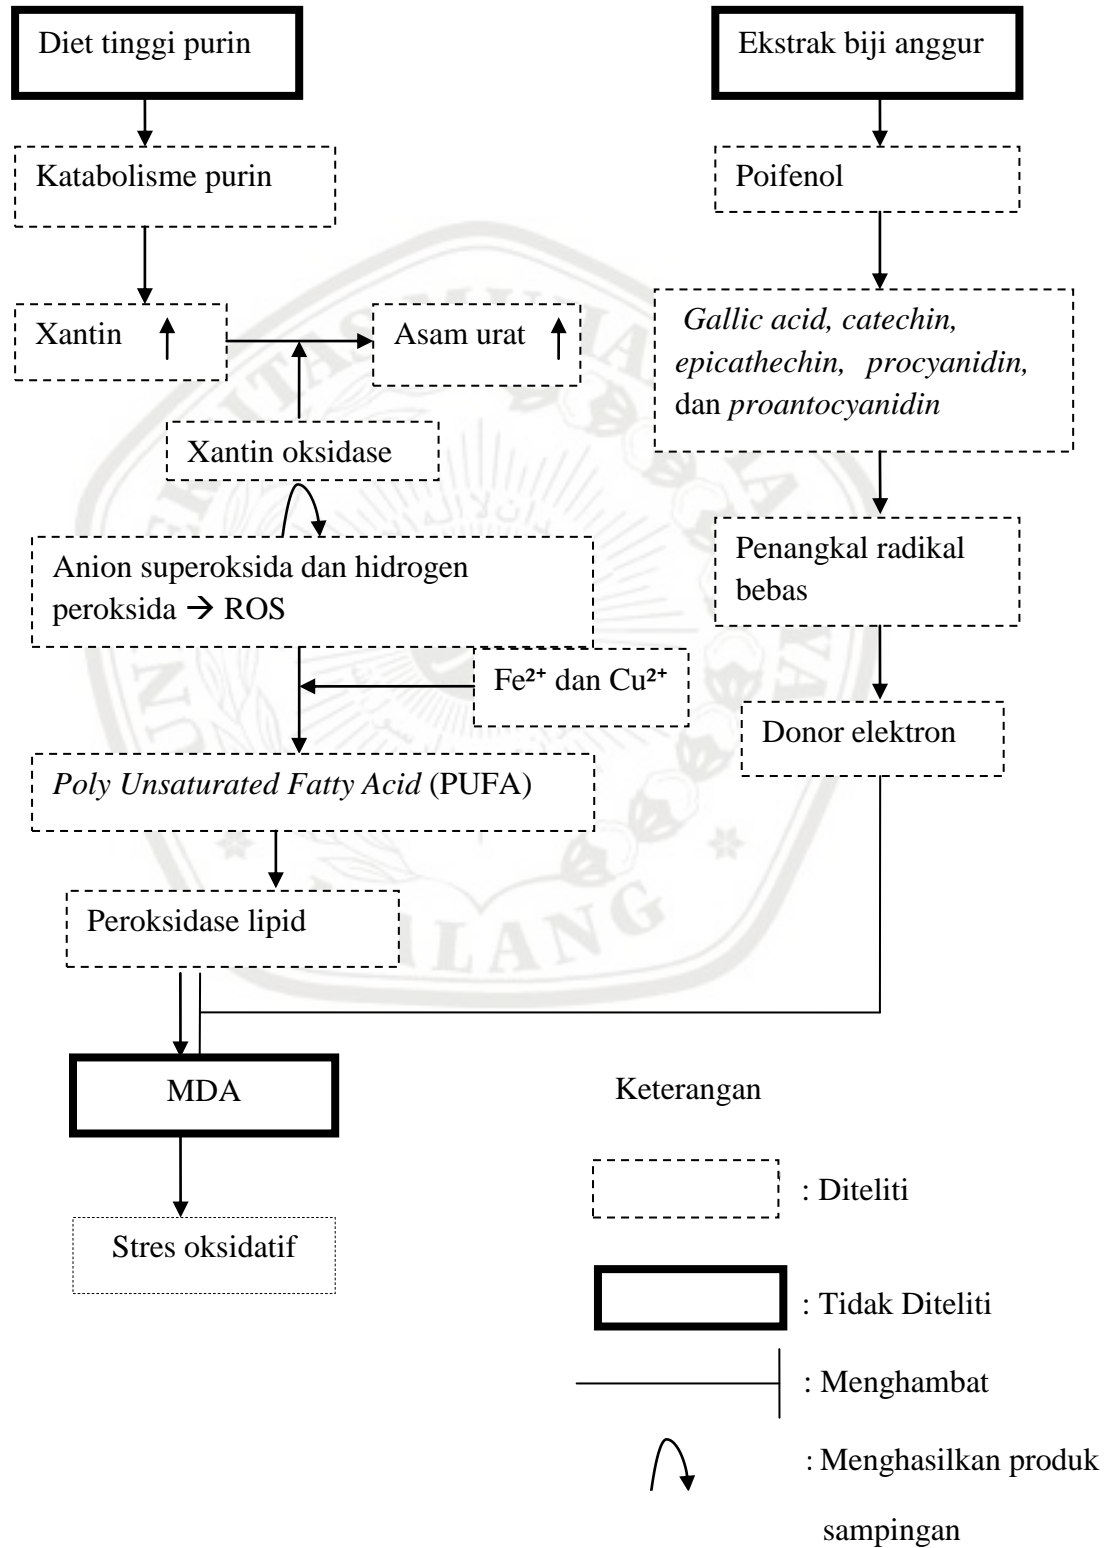 Diet tinggi purin
Ekstrak biji anggur
Katabolisme purin
Poifenol
Xantin
Asam urat
Gallic acid, catechin,
epicathechin, procyanidin,
dan proantocyanidin
Xantin oksidase
Anion superoksida dan hidrogen
peroksida → ROS
Penangkal radikal
bebas
Fe²⁺ dan Cu²⁺
Donor elektron
Poly Unsaturated Fatty Acid (PUFA)
Peroksidase lipid
MDA
Stres oksidatif
Keterangan
: Diteliti
: Tidak Diteliti
: Menghambat
: Menghasilkan produk
sampingan
MALANG